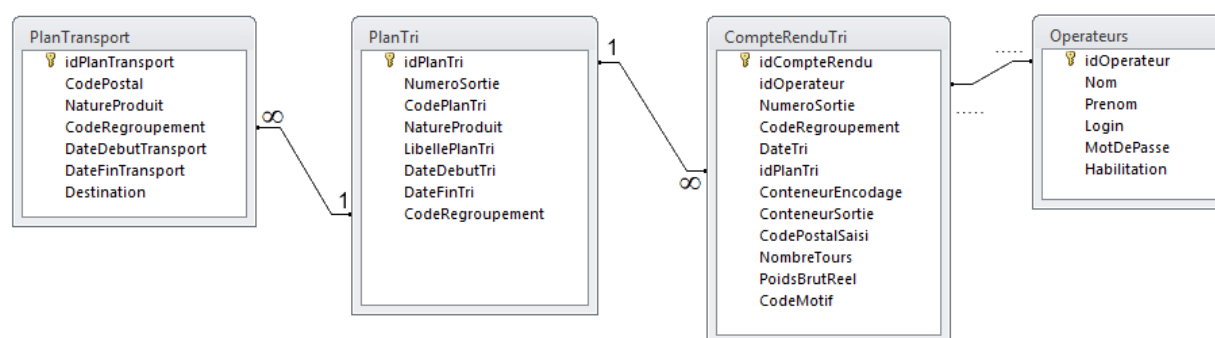 PlanTransport
idPlanTransport
CodePostal
NatureProduit
CodeRegroupement
DateDebutTransport
DateFinTransport
Destination
∞
1
PlanTri
idPlanTri
NumeroSortie
CodePlanTri
NatureProduit
LibellePlanTri
DateDebutTri
DateFinTri
CodeRegroupement
1
∞
CompteRenduTri
idCompteRendu
idOperateur
NumeroSortie
CodeRegroupement
DateTri
idPlanTri
ConteneurEncodage
ConteneurSortie
CodePostalSaisi
NombreTours
PoidsBrutReel
CodeMotif
.....
.....
Operateurs
idOperateur
Nom
Prenom
Login
MotDePasse
Habilitation